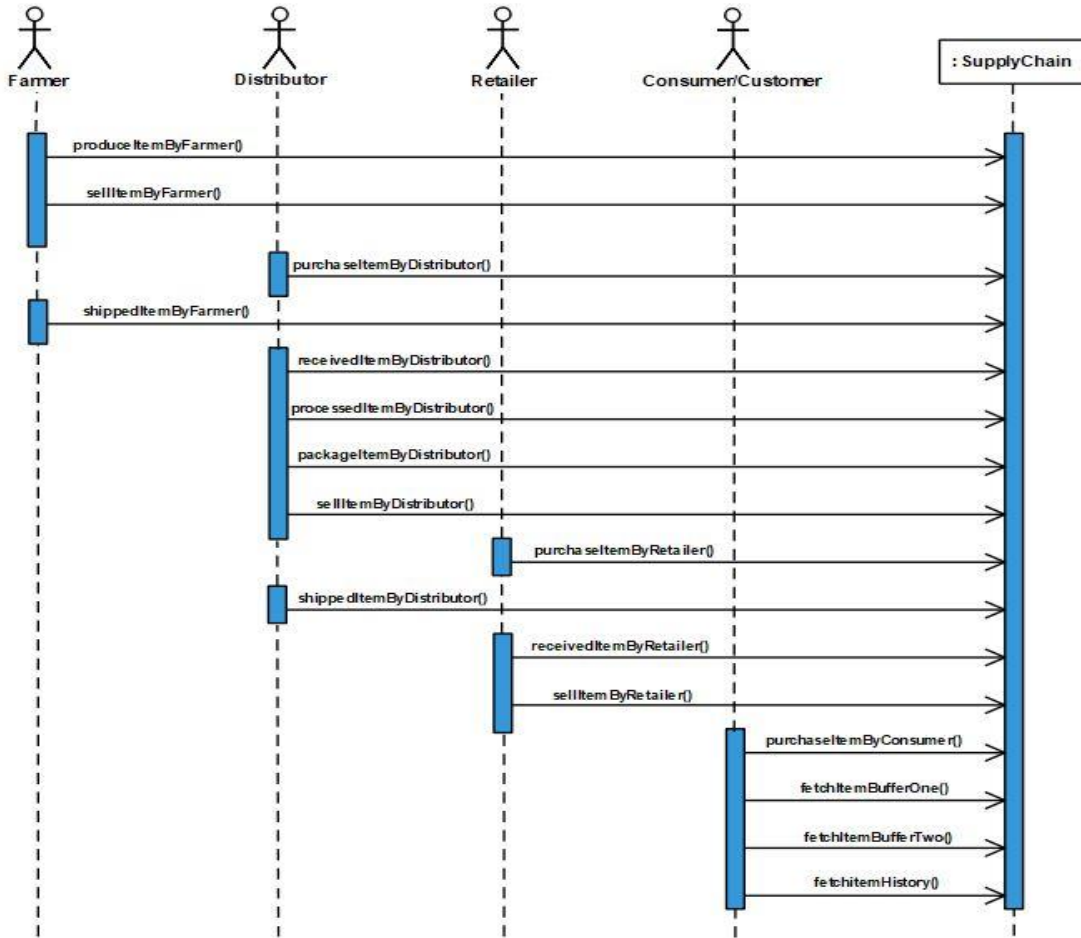 Farmer
Distributor
Retailer
Consumer/Customer
: SupplyChain
produceItemByFarmer()
sellItemByFarmer()
purchaseItemByDistributor()
shippedItemByFarmer()
receivedItemByDistributor()
processedItemByDistributor()
packageItemByDistributor()
sellItemByDistributor()
purchaseItemByRetailer()
shippedItemByDistributor()
receivedItemByRetailer()
sellItemByRetailer()
purchaseItemByConsumer()
fetchItemBufferOne()
fetchItemBufferTwo()
fetchitemHistory()